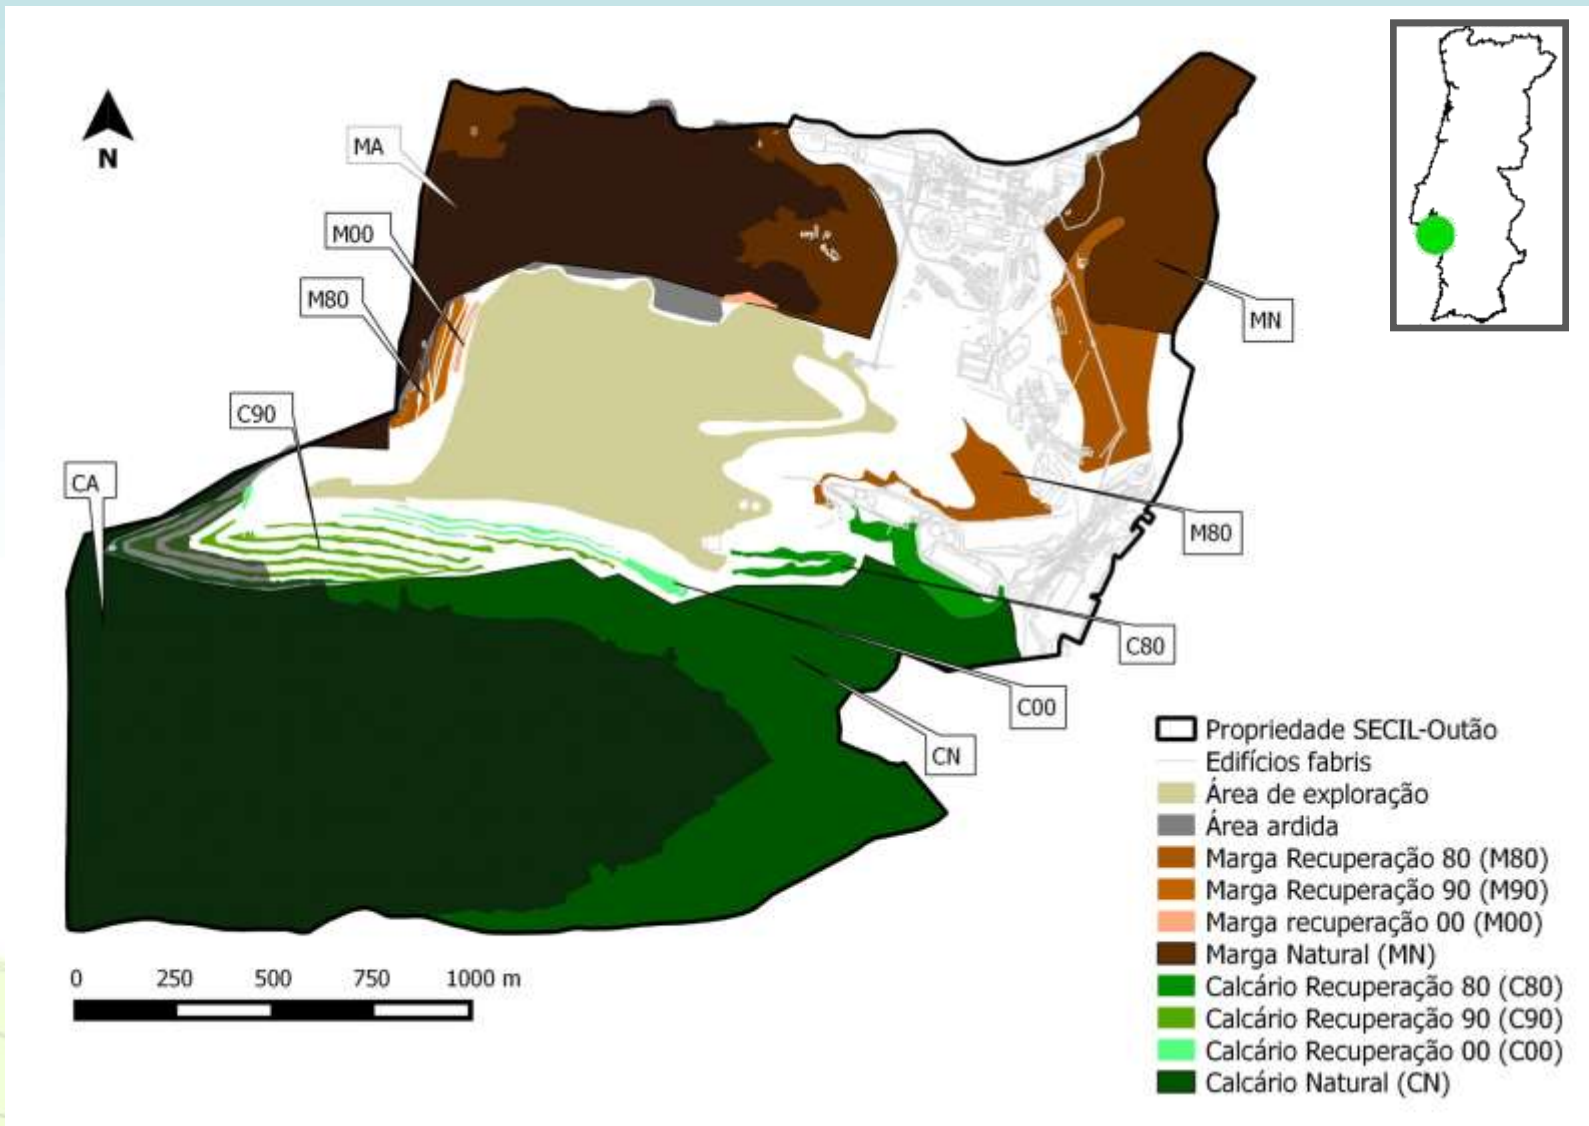 N
MA
M00
M80
C90
CA
MN
M80
C80
C00
CN
0 250 500 750 1000 m
Propriedade SECIL-Outão
Edifícios fabris
Área de exploração
Área ardida
Marga Recuperação 80 (M80)
Marga Recuperação 90 (M90)
Marga recuperação 00 (M00)
Marga Natural (MN)
Calcário Recuperação 80 (C80)
Calcário Recuperação 90 (C90)
Calcário Recuperação 00 (C00)
Calcário Natural (CN)